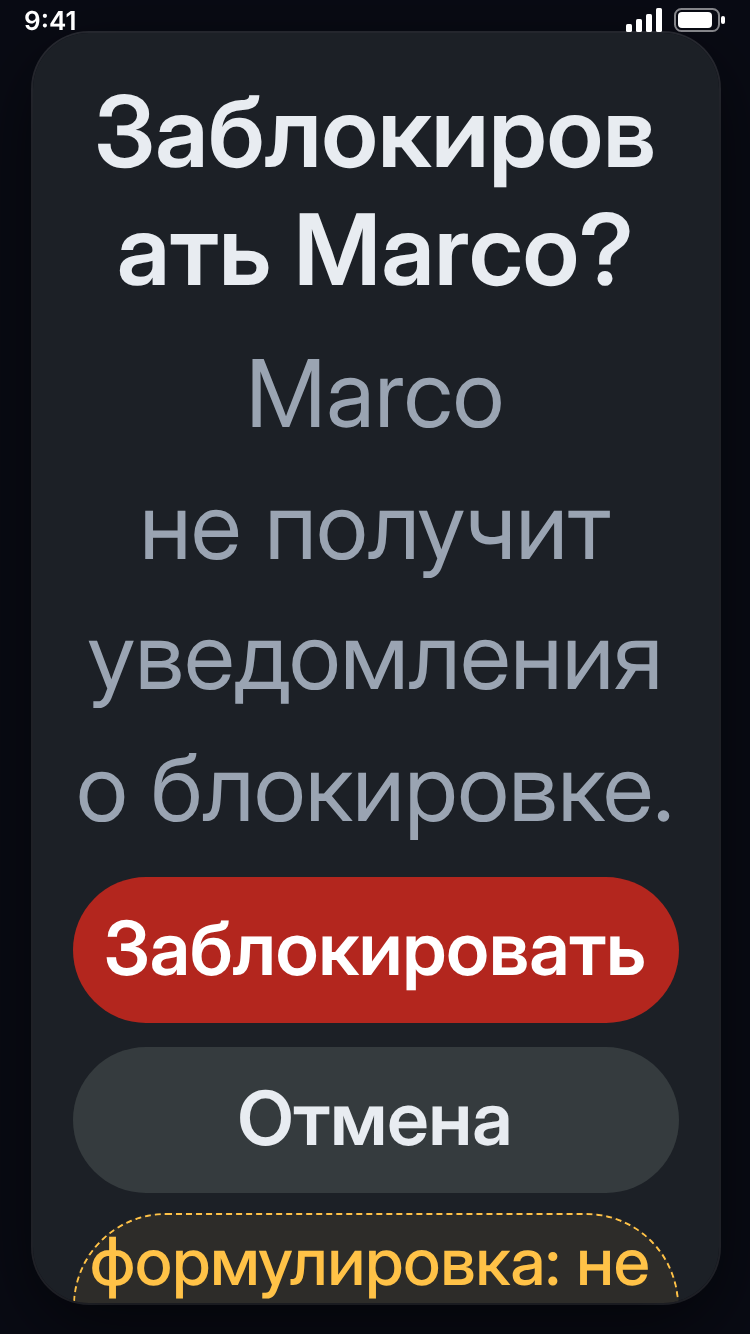 9:41
Заблокиров
ать Marco?
Marco
не получит
уведомления
о блокировке.
Заблокировать
Отмена
формулировка: не